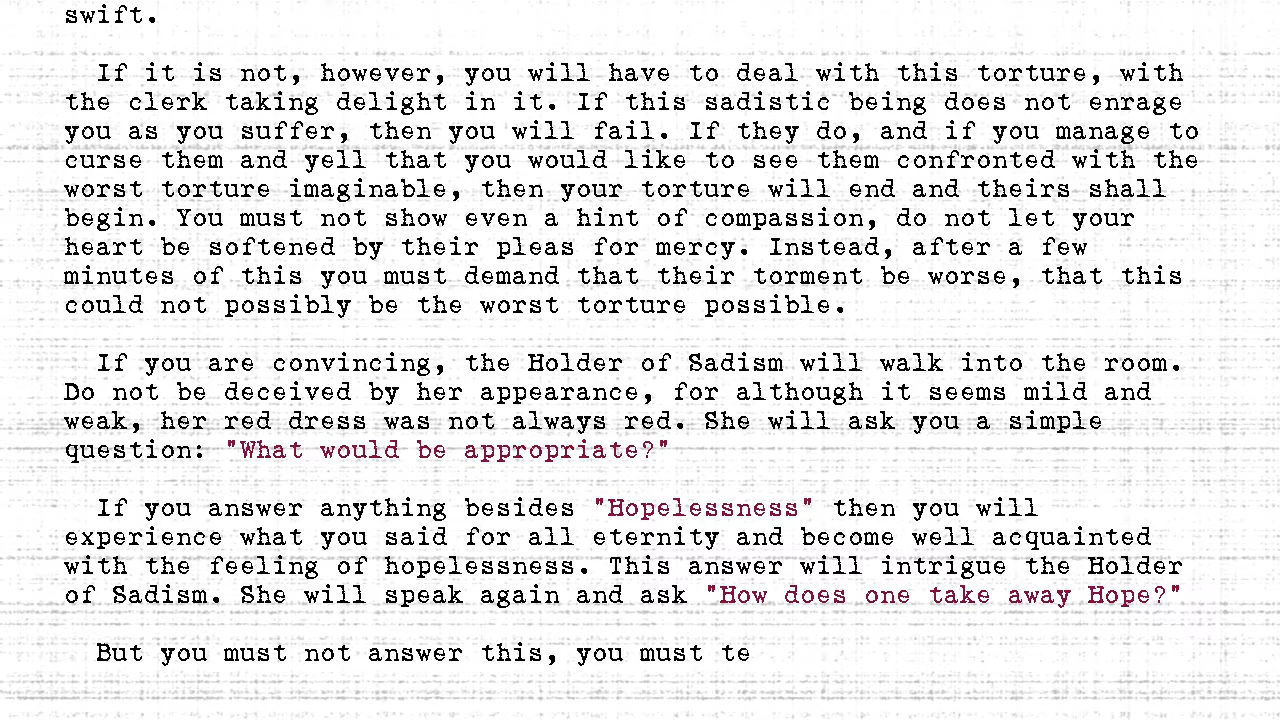 swift.
If it is not, however, you will have to deal with this torture, with
the clerk taking delight in it. If this sadistic being does not enrage
you as you suffer, then you will fail. If they do, and if you manage to
curse them and yell that you would like to see them confronted with the
worst torture imaginable, then your torture will end and theirs shall
begin. You must not show even a hint of compassion, do not let your
heart be softened by their pleas for mercy. Instead, after a few
minutes of this you must demand that their torment be worse, that this
could not possibly be the worst torture possible.
If you are convincing, the Holder of Sadism will walk into the room.
Do not be deceived by her appearance, for although it seems mild and
weak, her red dress was not always red. She will ask you a simple
question: "What would be appropriate?"
If you answer anything besides "Hopelessness" then you will
experience what you said for all eternity and become well acquainted
with the feeling of hopelessness. This answer will intrigue the Holder
of Sadism. She will speak again and ask "How does one take away Hope?"
But you must not answer this, you must te